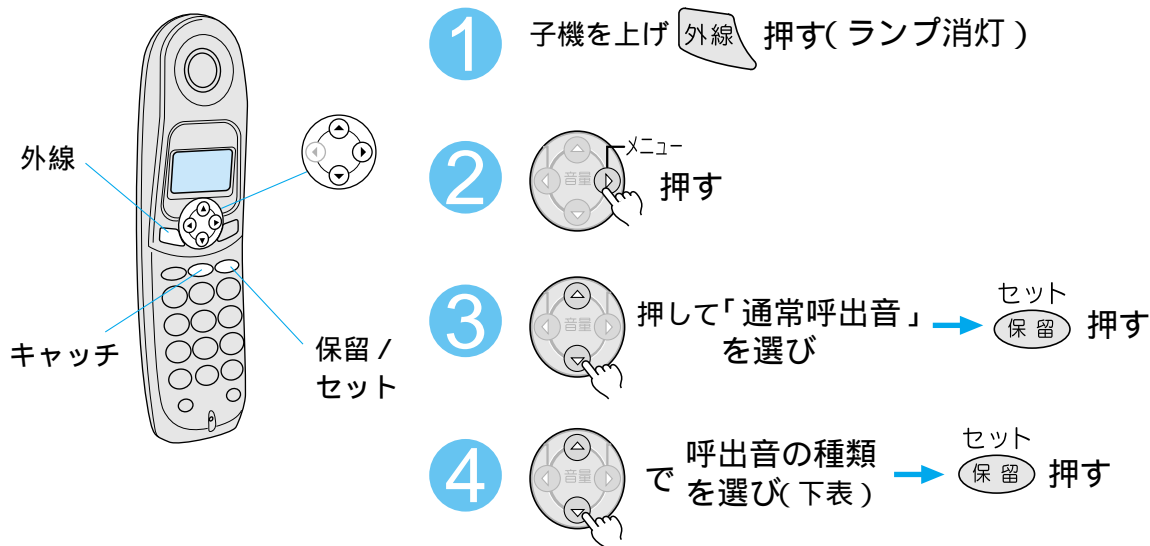 外線
キャッチ
保留 /
セット
1 子機を上げ 外線 押す( ランプ消灯 )
2 音量 メニュー 押す
3 音量 押して「 通常呼出音 」
を選び
セット
保 留 押す
4 音量 で 呼出音の種類
を選び( 下表 )
セット
保 留 押す